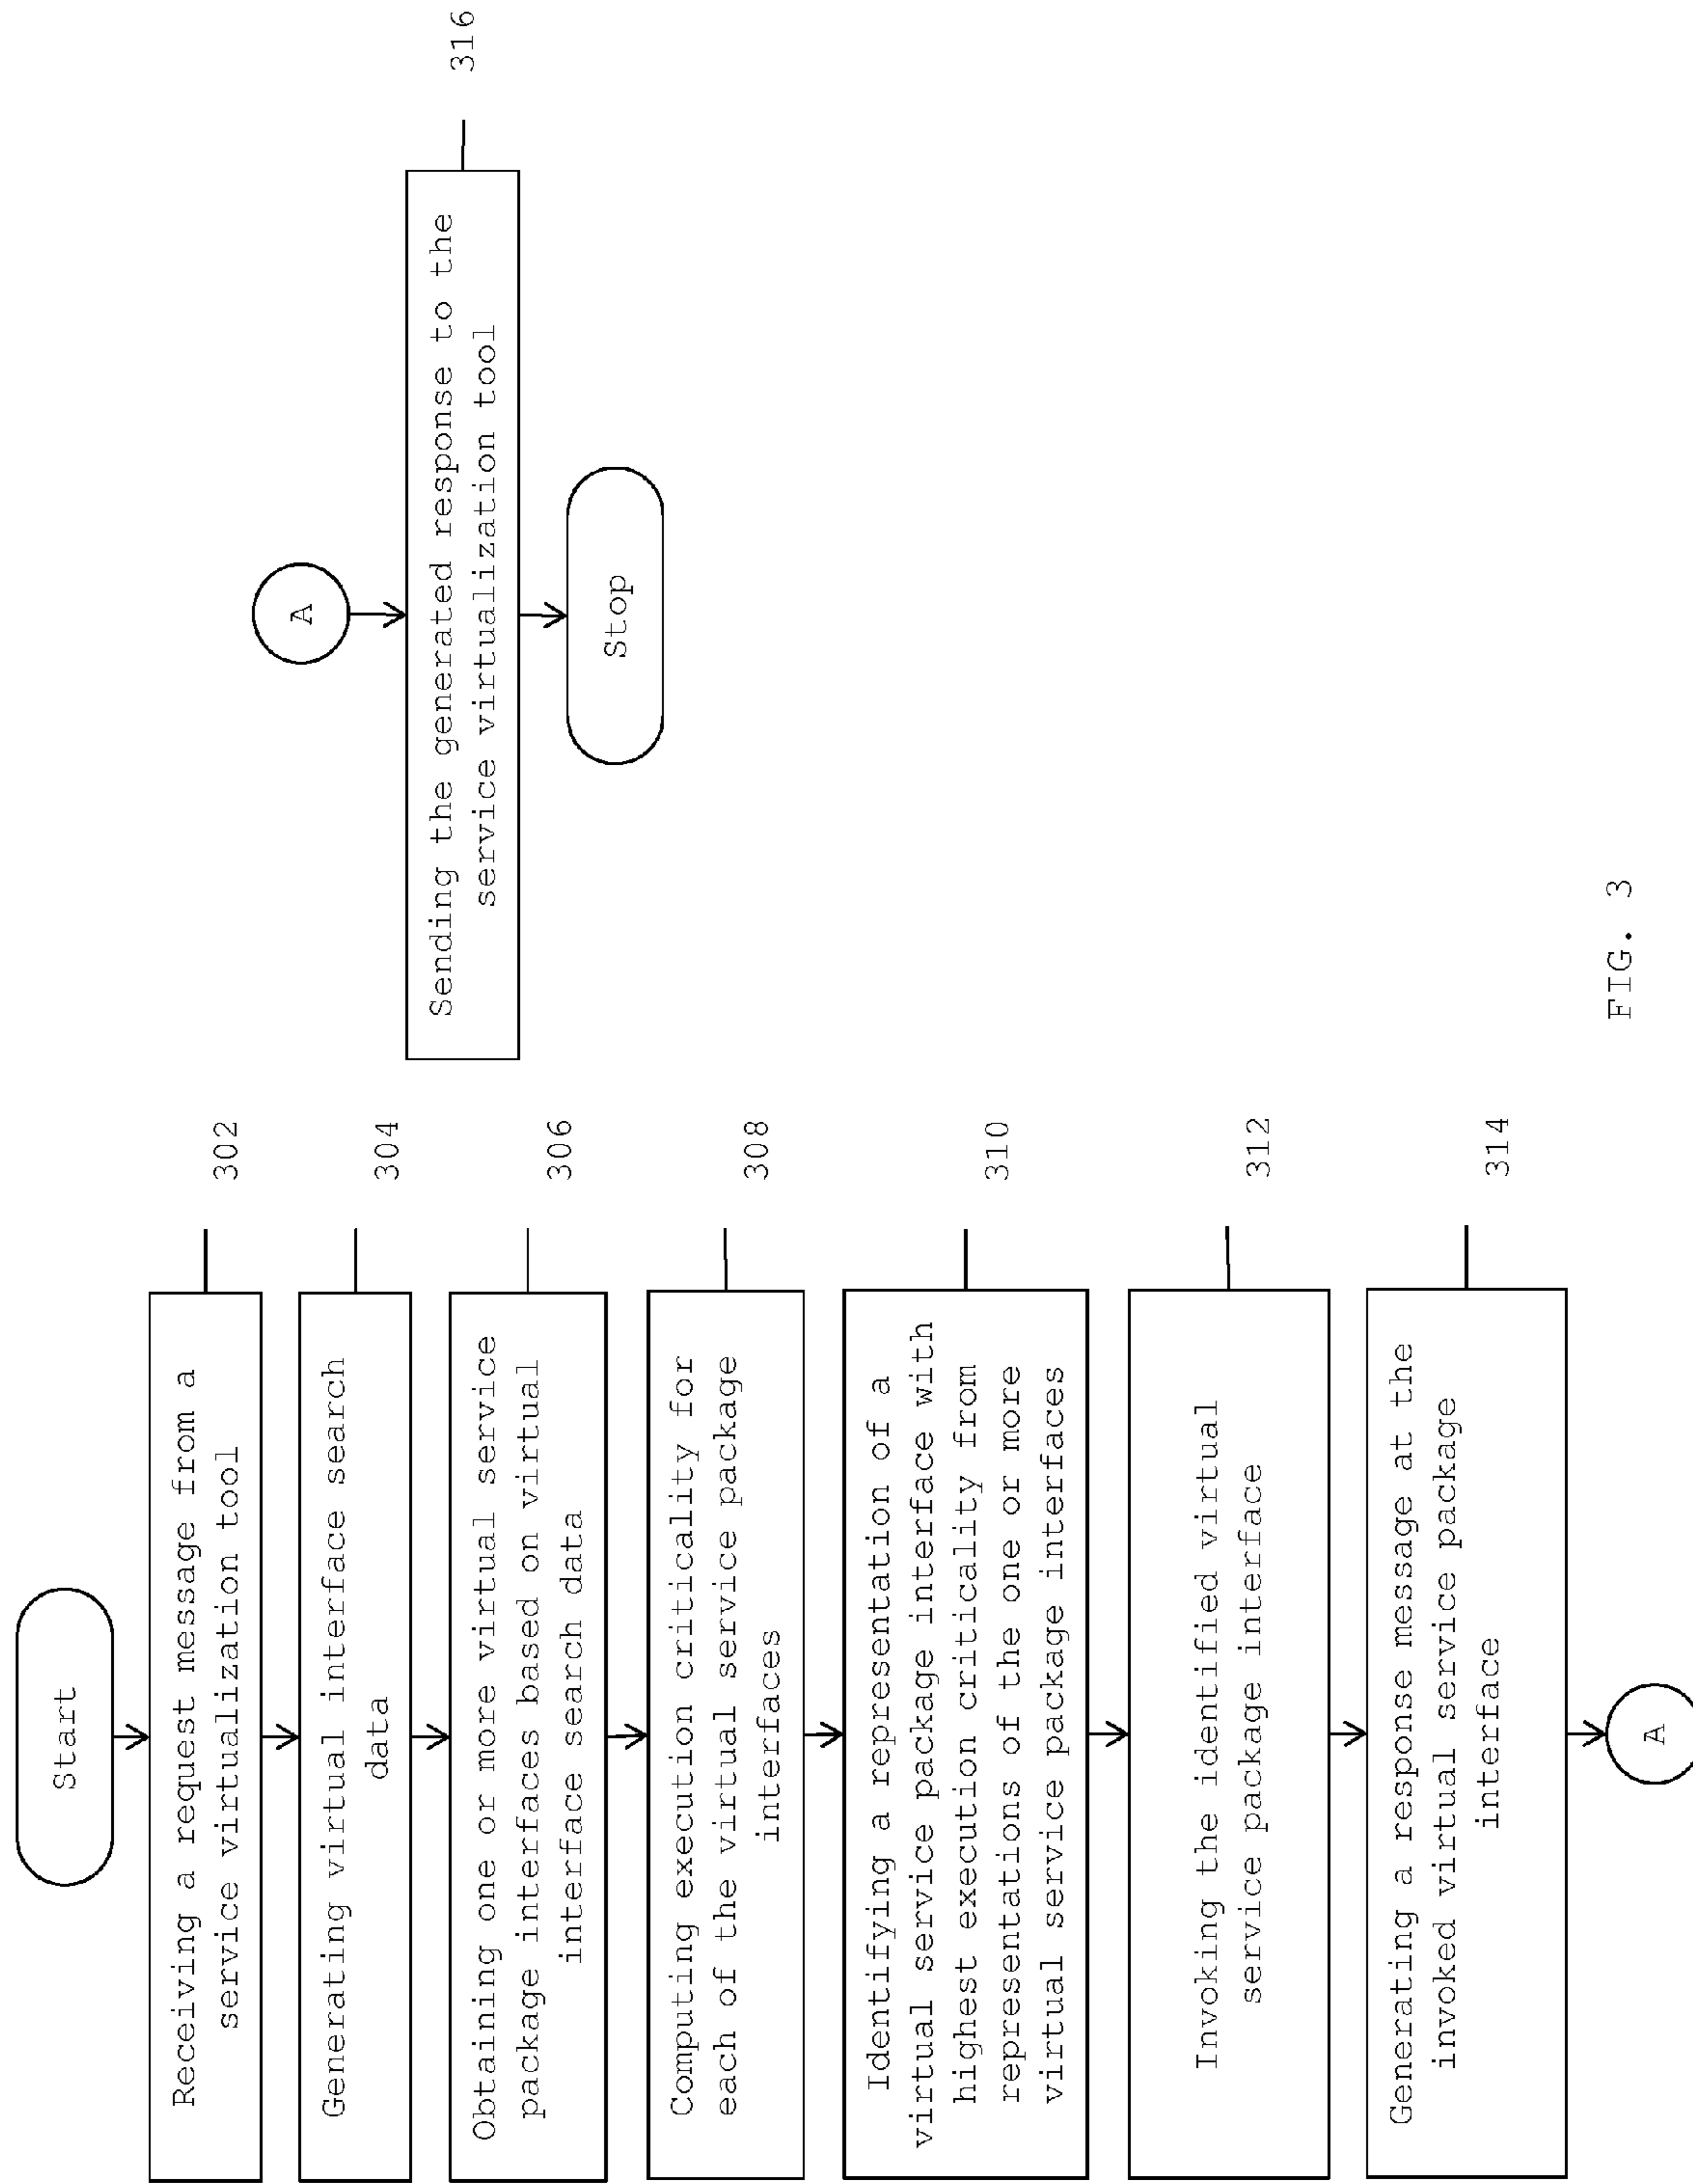 Start
Receiving a request message from a
service virtualization tool
302
Generating virtual interface search
data
304
Obtaining one or more virtual service
package interfaces based on virtual
interface search data
306
Computing execution criticality for
each of the virtual service package
interfaces
308
Identifying a representation of a
virtual service package interface with
highest execution criticality from
representations of the one or more
virtual service package interfaces
310
Invoking the identified virtual
service package interface
312
Generating a response message at the
invoked virtual service package
interface
314
A
A
Sending the generated response to the
service virtualization tool
316
Stop
FIG. 3